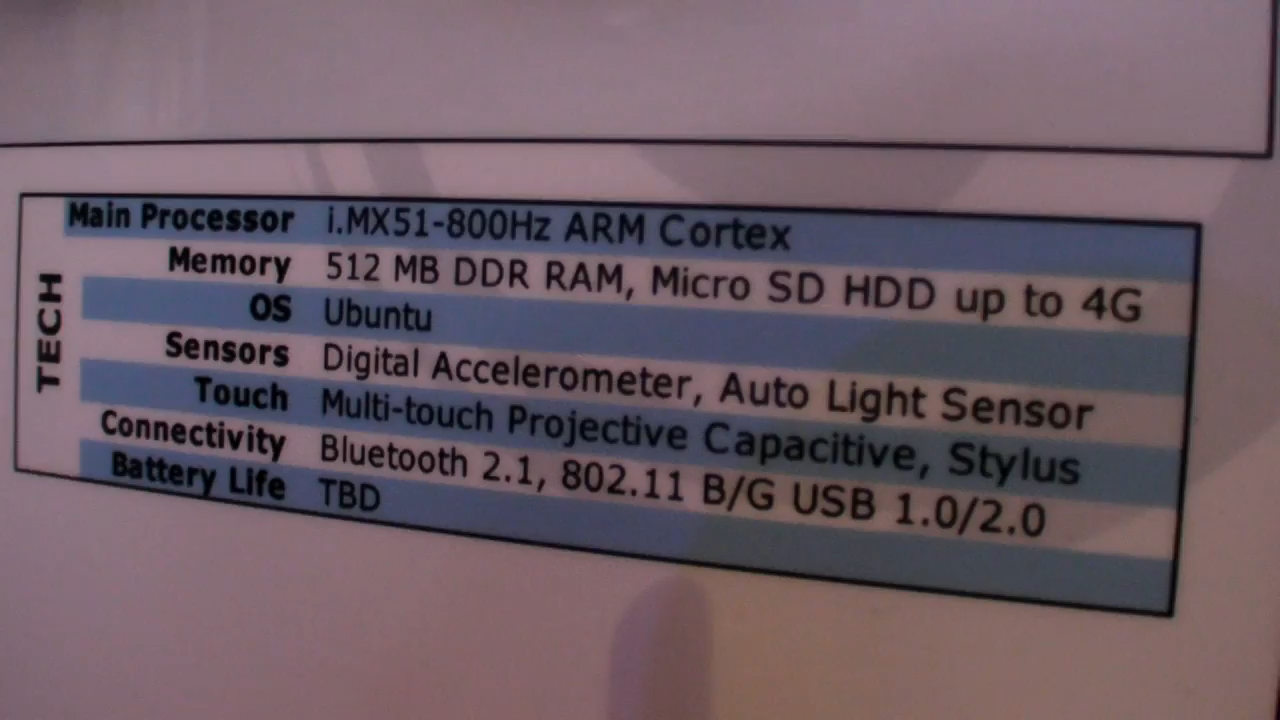 TECH
Main Processor i.MX51-800Hz ARM Cortex
Memory 512 MB DDR RAM, Micro SD HDD up to 4G
OS Ubuntu
Sensors Digital Accelerometer, Auto Light Sensor
Touch Multi-touch Projective Capacitive, Stylus
Connectivity Bluetooth 2.1, 802.11 B/G USB 1.0/2.0
Battery Life TBD